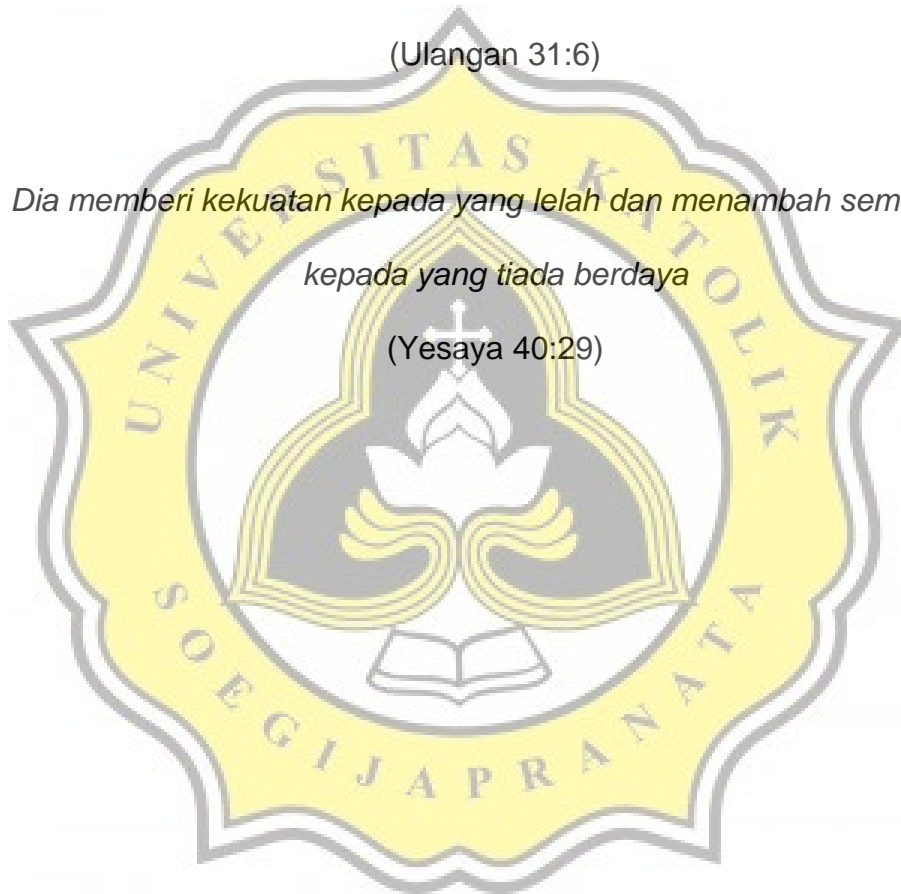 (Ulangan 31:6)
Dia memberi kekuatan kepada yang lelah dan menambah sem
kepada yang tiada berdaya
(Yesaya 40:29)
UNIVERSITAS KATOLIK
SOEGIJAPRANATA